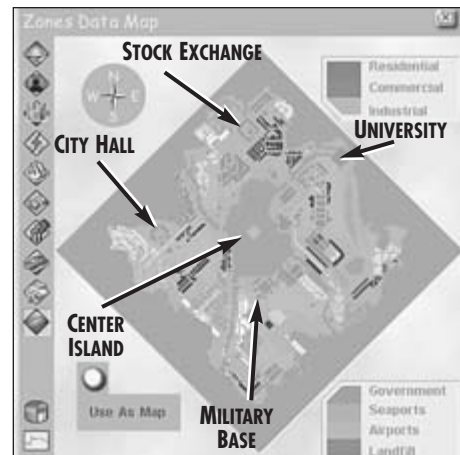 Zones Data Map
STOCK EXCHANGE
Residential
Commercial
Industrial
UNIVERSITY
N
W E
S
CITY HALL
CENTER
ISLAND
Use As Map
MILITARY
BASE
Government
Seaports
Airports
Landfill